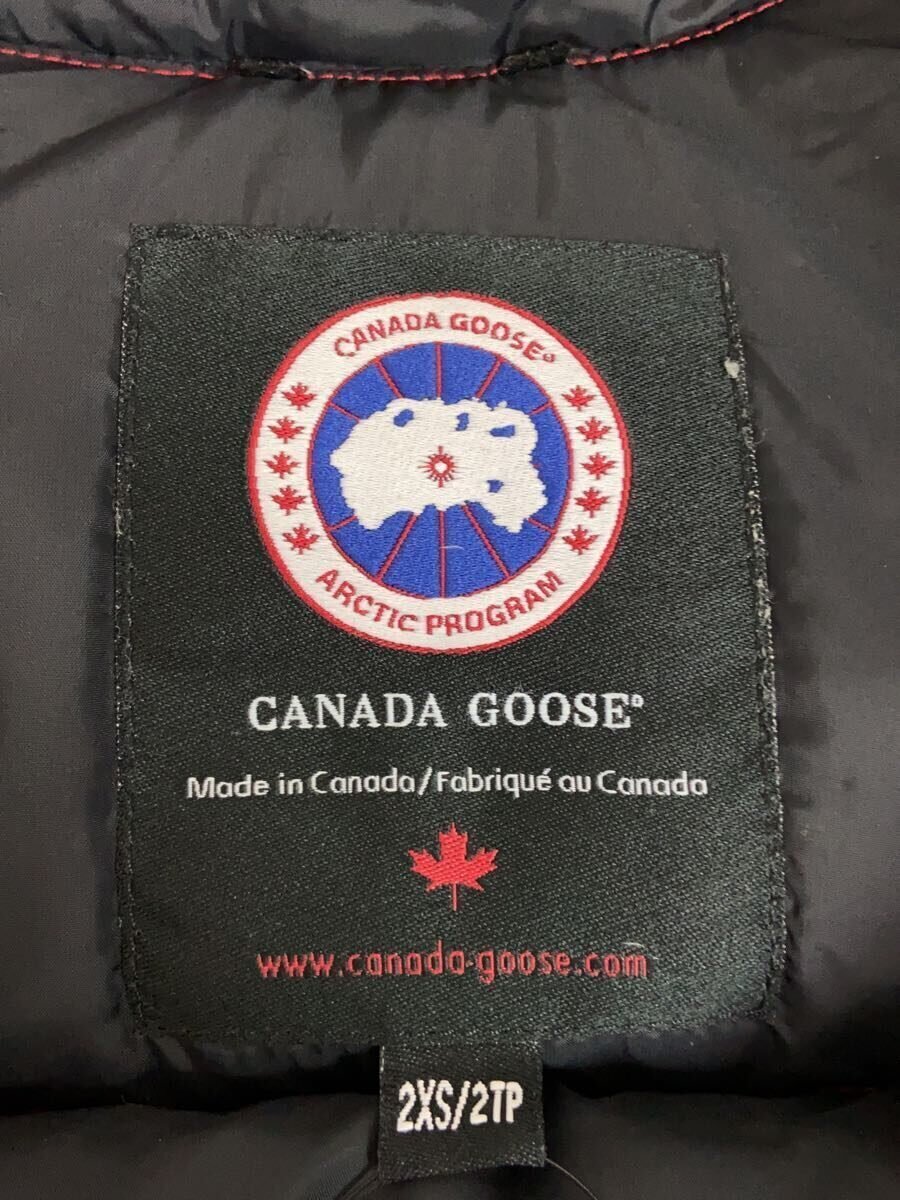 CANADA GOOSE®
ARCTIC PROGRAM
CANADA GOOSE®
Made in Canada/Fabriqué au Canada
www.canada-goose.com
2XS/2TP